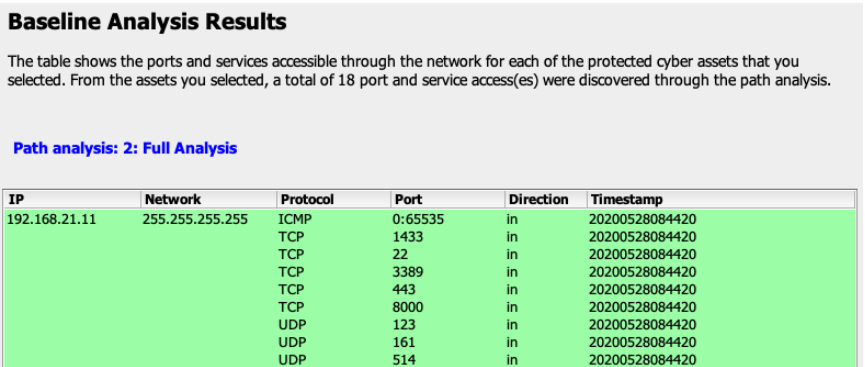 Baseline Analysis Results
The table shows the ports and services accessible through the network for each of the protected cyber assets that you
selected. From the assets you selected, a total of 18 port and service access(es) were discovered through the path analysis.
Path analysis: 2: Full Analysis
IP Network Protocol Port Direction Timestamp
192.168.21.11 255.255.255.255 ICMP 0:65535 in 20200528084420
TCP 1433 in 20200528084420
TCP 22 in 20200528084420
TCP 3389 in 20200528084420
TCP 443 in 20200528084420
TCP 8000 in 20200528084420
UDP 123 in 20200528084420
UDP 161 in 20200528084420
UDP 514 in 20200528084420